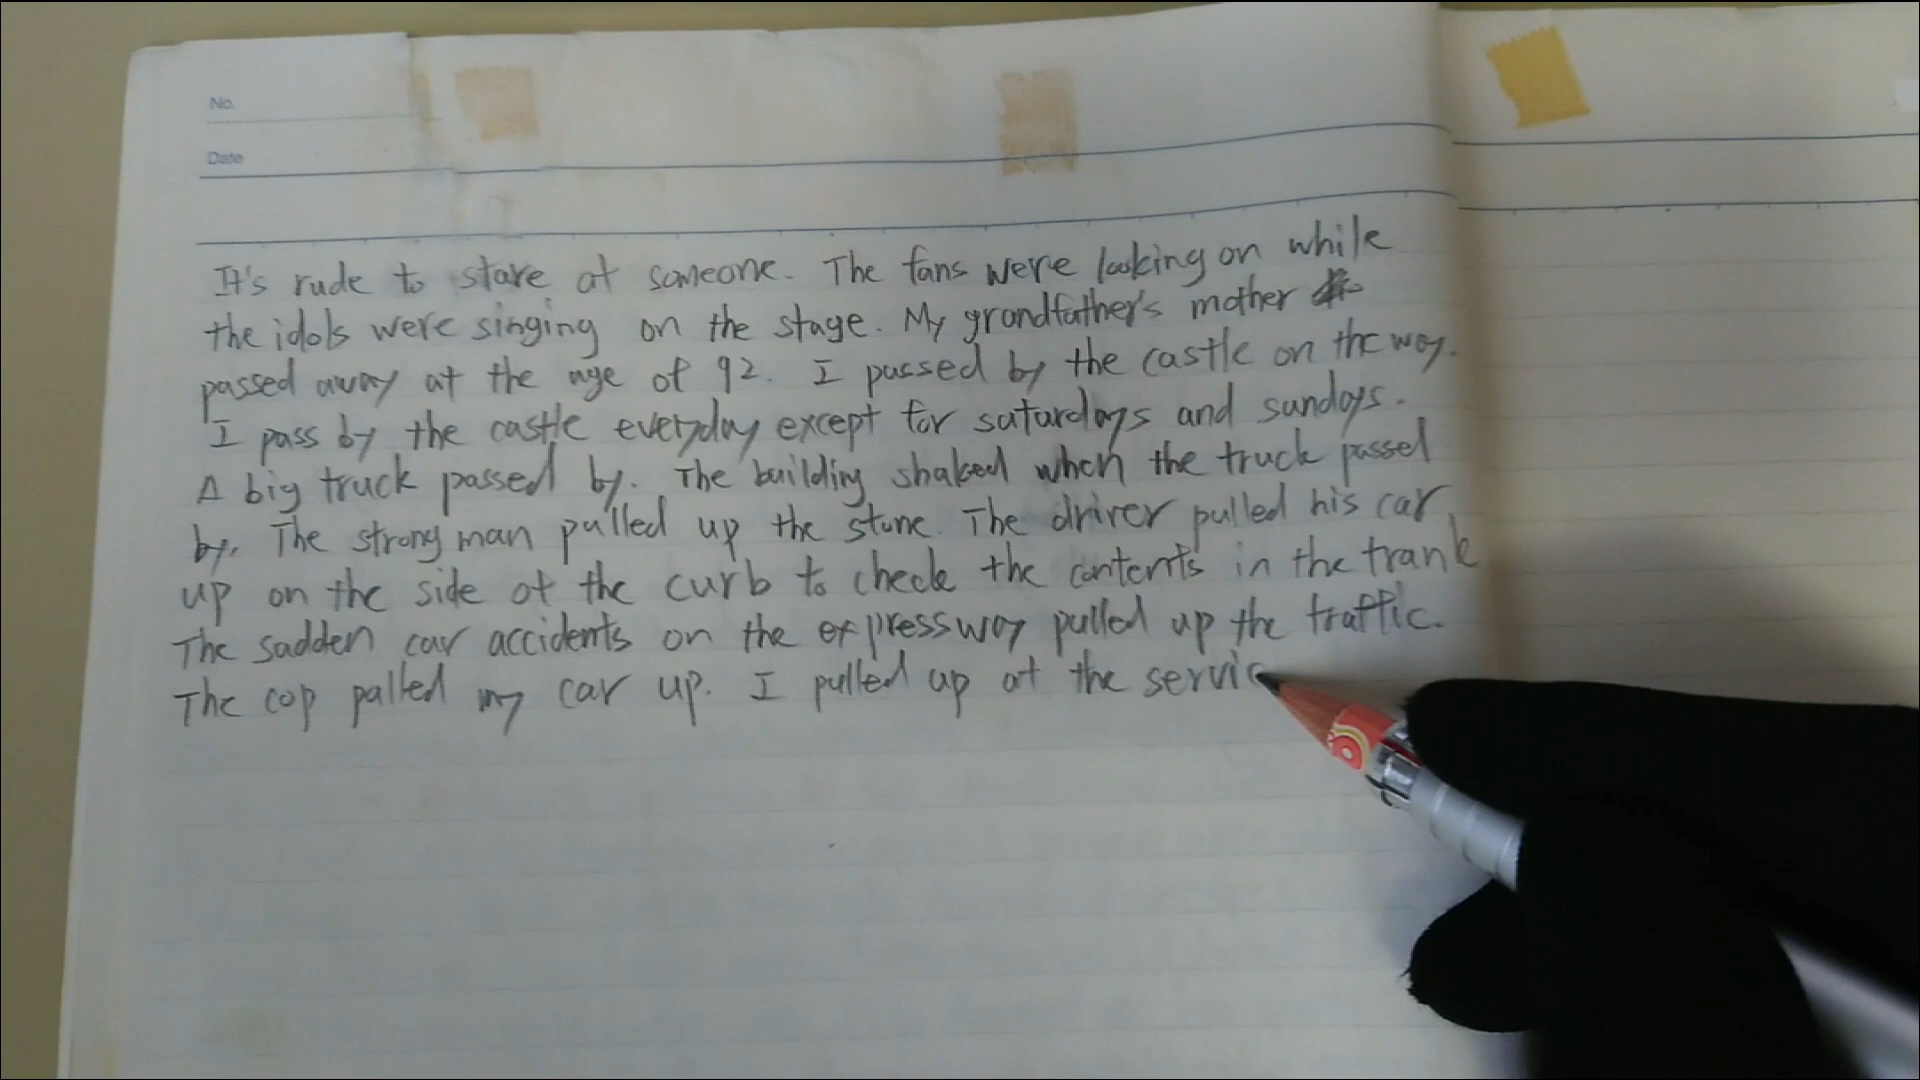 No.
Date
It's rude to stare at someone. The fans were looking on while
the idols were singing on the stage. My grandfather's mother
passed away at the age of 92. I passed by the castle on the way.
I pass by the castle everyday except for saturdays and sundays.
A big truck passed by. The building shaked when the truck passed
by. The strong man pulled up the stone. The driver pulled his car
up on the side of the curb to check the contents in the trank
The sadden car accidents on the expressway pulled up the traffic.
The cop pulled my car up. I pulled up at the servic